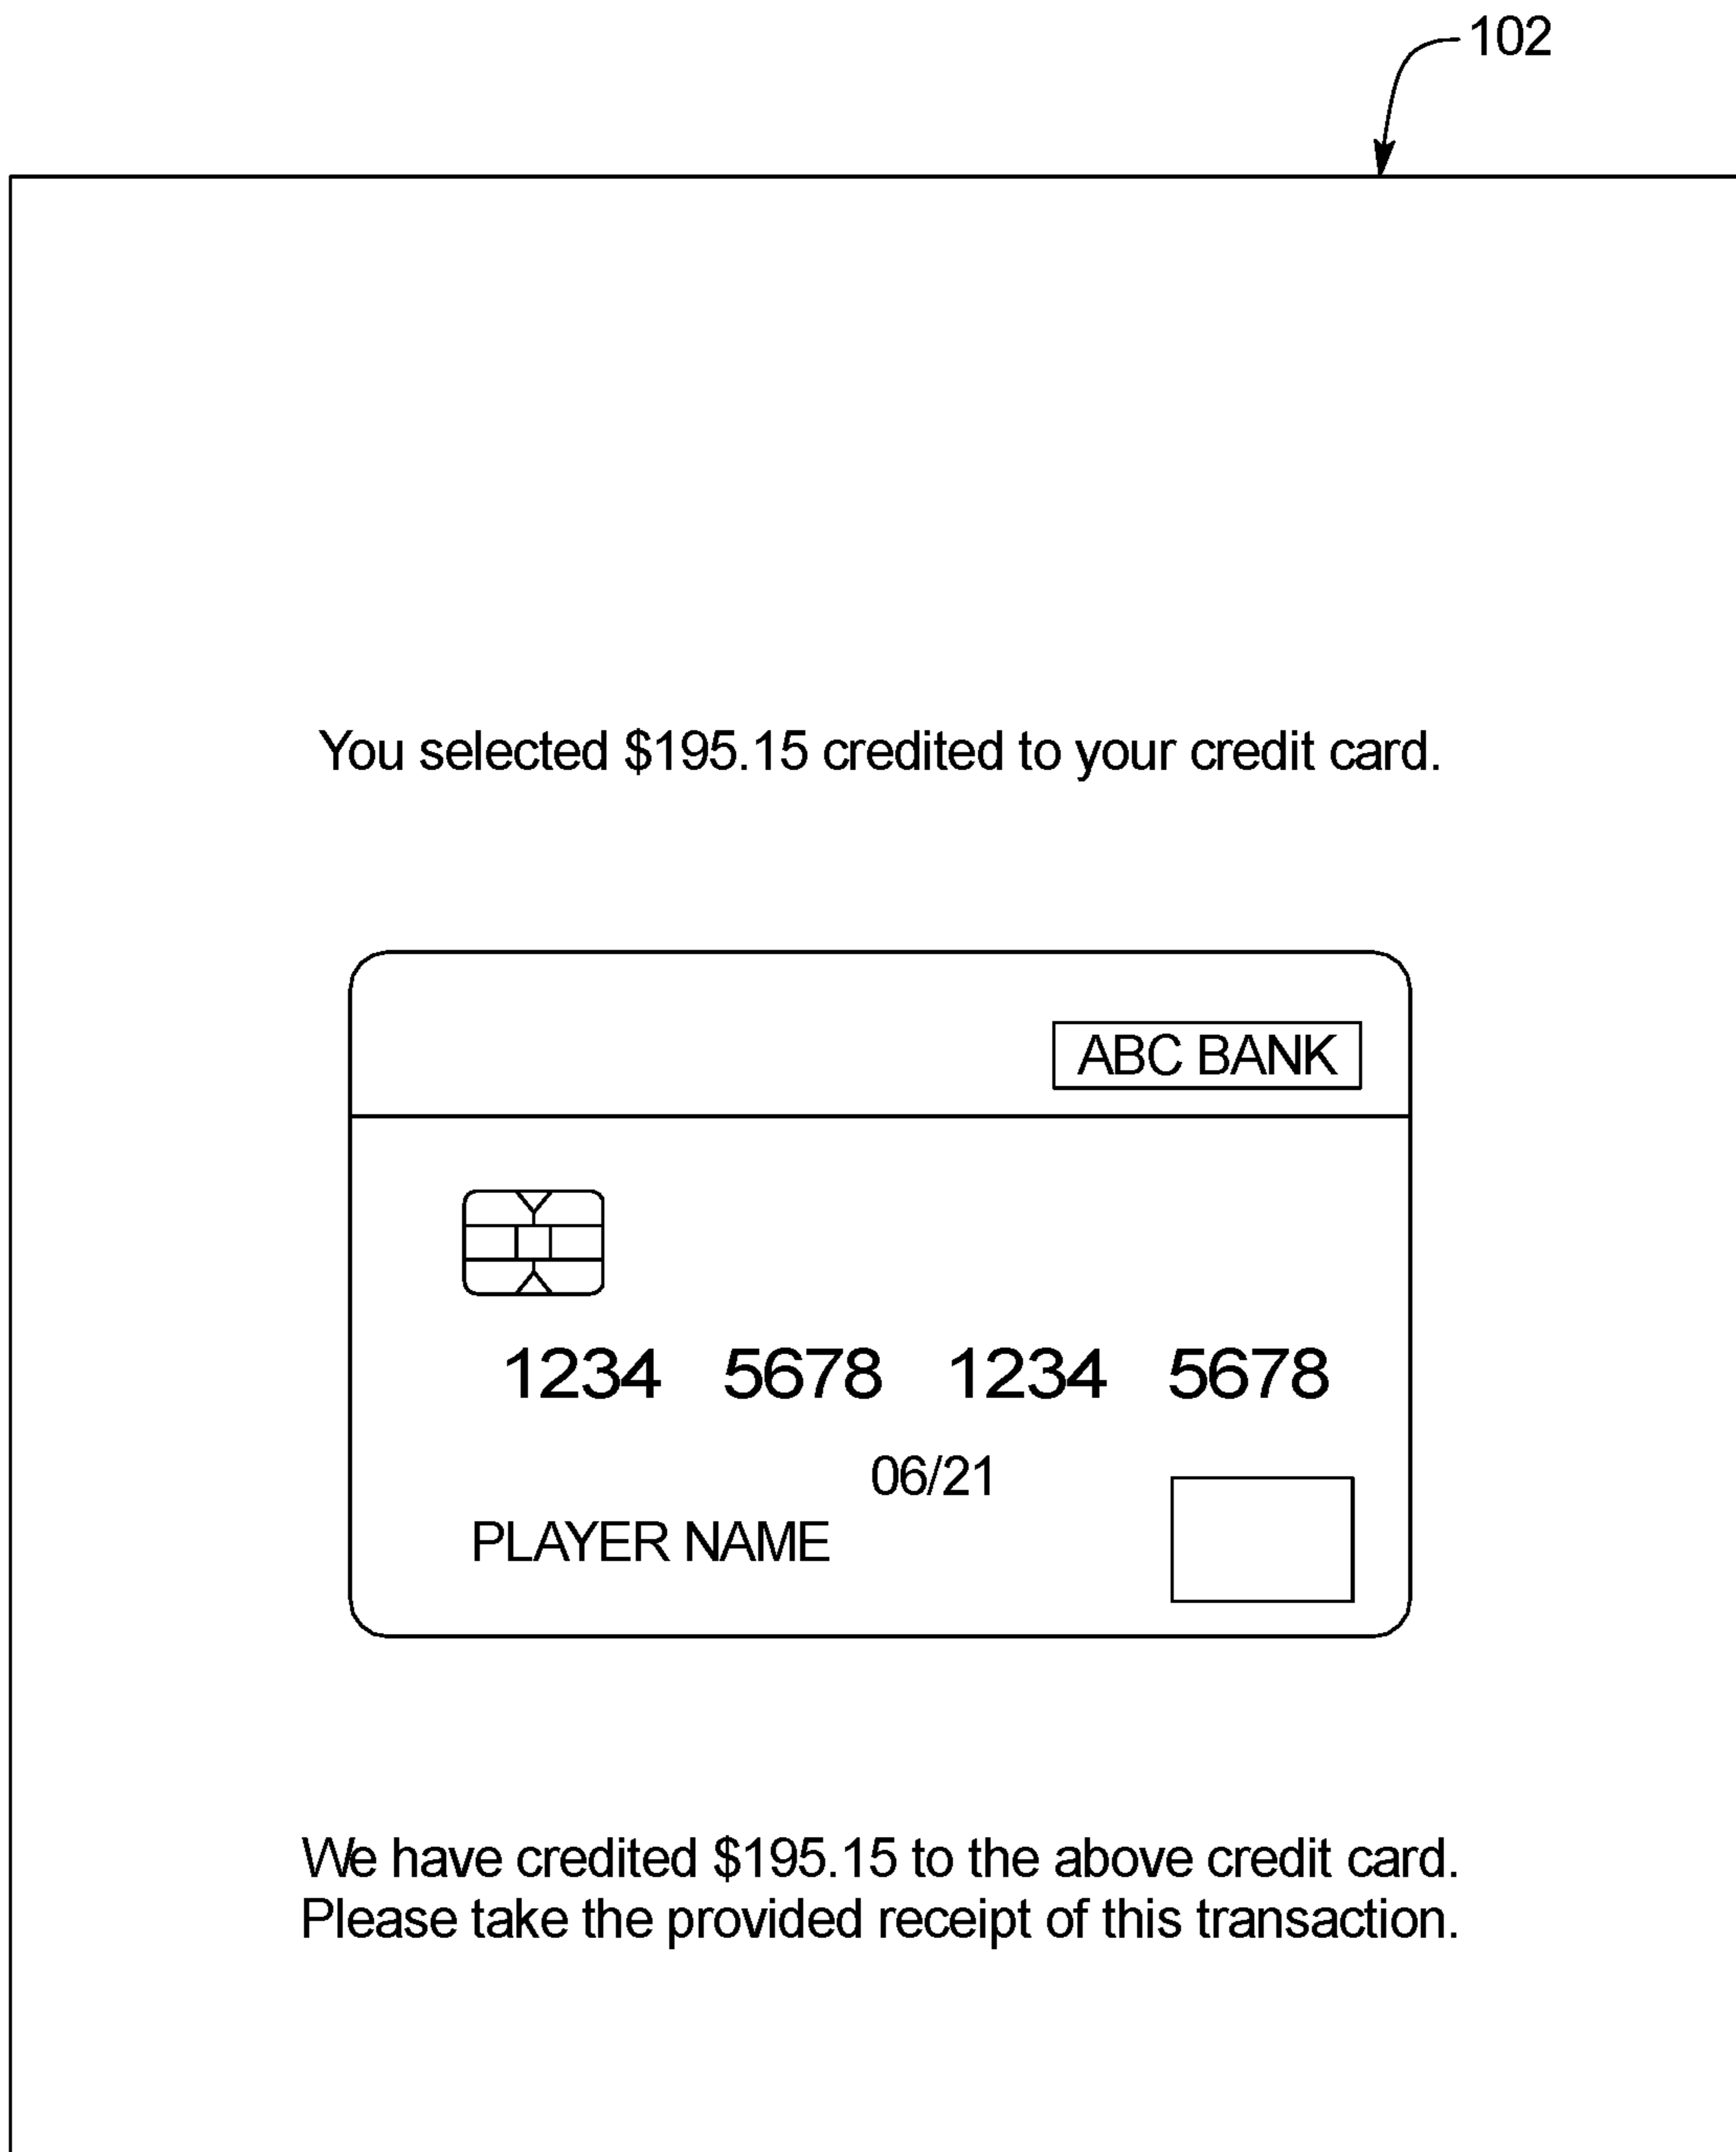 102
You selected $195.15 credited to your credit card.
ABC BANK
1234 5678 1234 5678
06/21
PLAYER NAME
We have credited $195.15 to the above credit card.
Please take the provided receipt of this transaction.